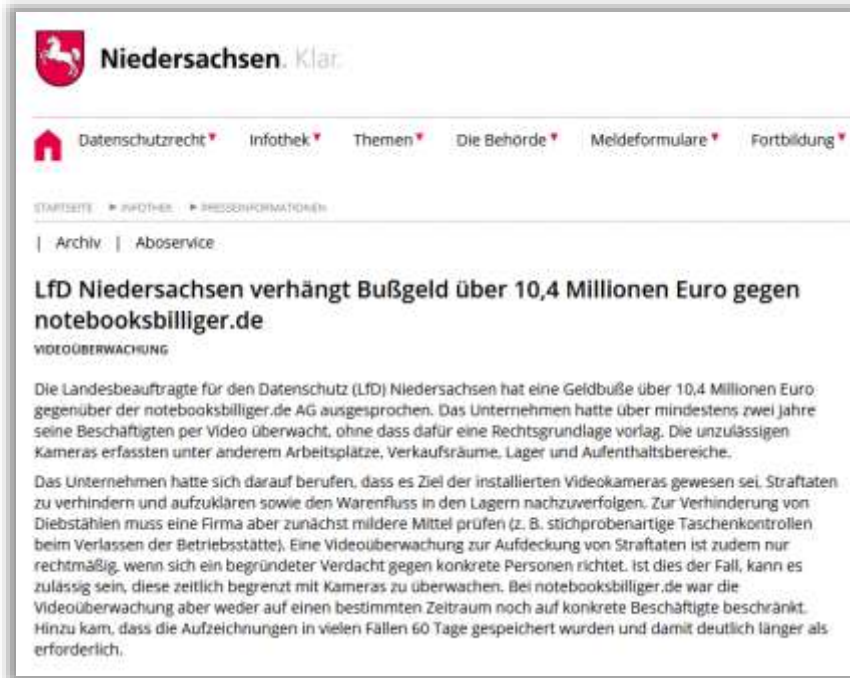 Niedersachsen. Klar.
Datenschutzrecht Infothek Themen Die Behörde Meldeformulare Fortbildung
STARTSEITE INFOTHEK PRESSEINFORMATIONEN
| Archiv | Aboservice
LfD Niedersachsen verhängt Bußgeld über 10,4 Millionen Euro gegen
notebooksbilliger.de
VIDEOÜBERWACHUNG
Die Landesbeauftragte für den Datenschutz (LfD) Niedersachsen hat eine Geldbuße über 10,4 Millionen Euro
gegenüber der notebooksbilliger.de AG ausgesprochen. Das Unternehmen hatte über mindestens zwei Jahre
seine Beschäftigten per Video überwacht, ohne dass dafür eine Rechtsgrundlage vorlag. Die unzulässigen
Kameras erfassten unter anderem Arbeitsplätze, Verkaufsräume, Lager und Aufenthaltsbereiche.
Das Unternehmen hatte sich darauf berufen, dass es Ziel der installierten Videokameras gewesen sei, Straftaten
zu verhindern und aufzuklären sowie den Warenfluss in den Lagern nachzuverfolgen. Zur Verhinderung von
Diebstählen muss eine Firma aber zunächst mildere Mittel prüfen (z. B. stichprobenartige Taschenkontrollen
beim Verlassen der Betriebsstätte). Eine Videoüberwachung zur Aufdeckung von Straftaten ist zudem nur
rechtmäßig, wenn sich ein begründeter Verdacht gegen konkrete Personen richtet. Ist dies der Fall, kann es
zulässig sein, diese zeitlich begrenzt mit Kameras zu überwachen. Bei notebooksbilliger.de war die
Videoüberwachung aber weder auf einen bestimmten Zeitraum noch auf konkrete Beschäftigte beschränkt.
Hinzu kam, dass die Aufzeichnungen in vielen Fällen 60 Tage gespeichert wurden und damit deutlich länger als
erforderlich.